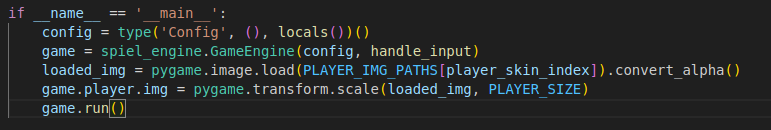 if __name__ == '__main__':
    config = type('Config', (), locals())()
    game = spiel_engine.GameEngine(config, handle_input)
    loaded_img = pygame.image.load(PLAYER_IMG_PATHS[player_skin_index]).convert_alpha()
    game.player.img = pygame.transform.scale(loaded_img, PLAYER_SIZE)
    game.run()